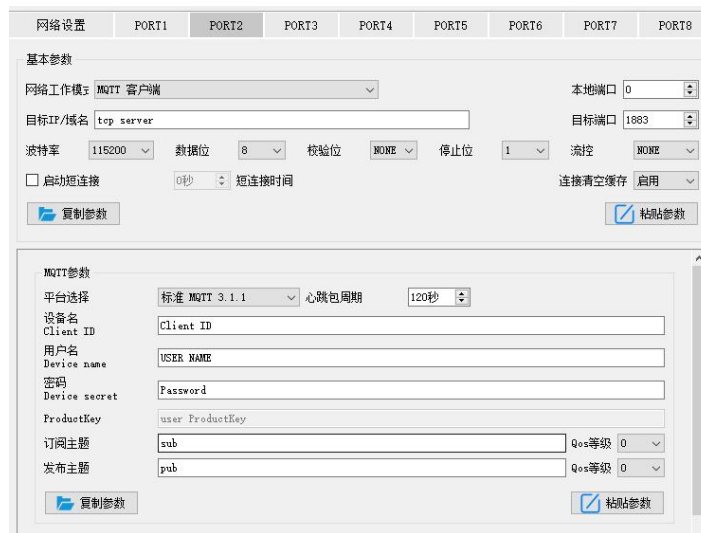 网络设置 PORT1 PORT2 PORT3 PORT4 PORT5 PORT6 PORT7 PORT8
基本参数
网络工作模式 MQTT 客户端 本地端口 0
目标IP/域名 tcp server 目标端口 1883
波特率 115200 数据位 8 校验位 NONE 停止位 1 流控 NONE
启动短连接 0秒 短连接时间 连接清空缓存 启用
复制参数 粘贴参数
MQTT参数
平台选择 标准 MQTT 3.1.1 心跳包周期 120秒
设备名
Client ID Client ID
用户名
Device name USER NAME
密码
Device secret Password
ProductKey user ProductKey
订阅主题 sub Qos等级 0
发布主题 pub Qos等级 0
复制参数 粘贴参数